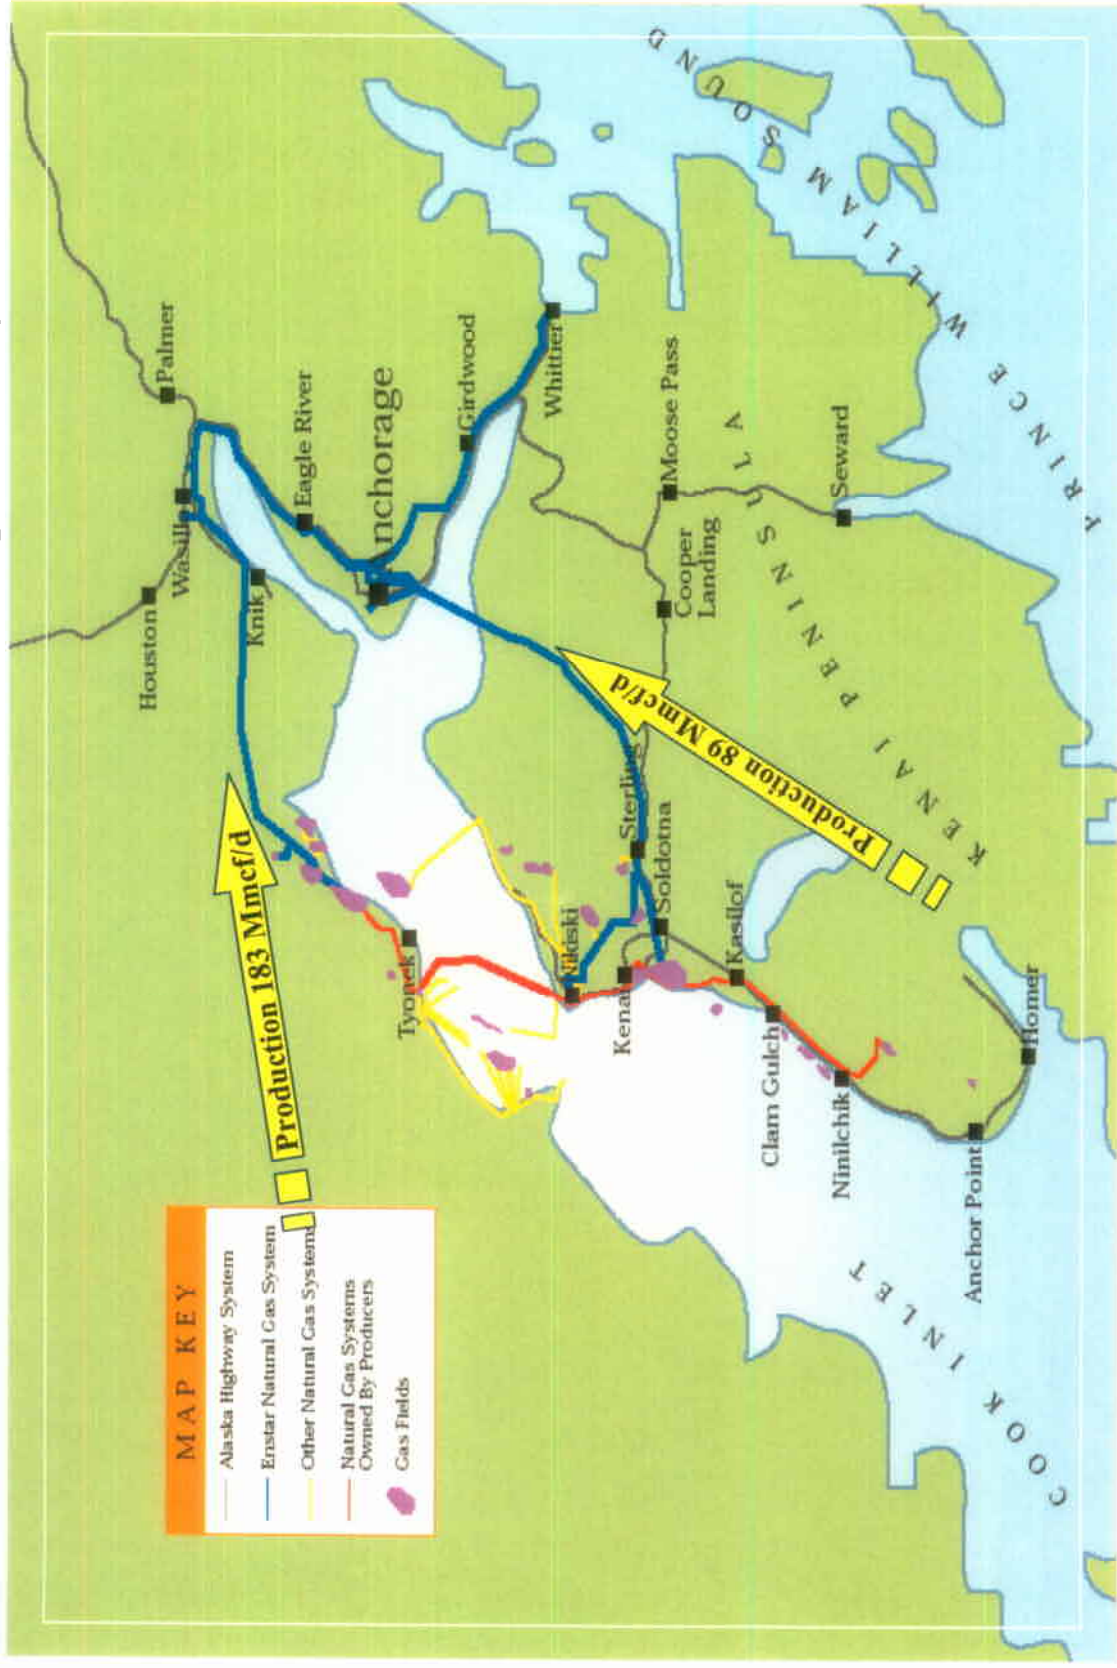 MAP KEY
Alaska Highway System
Enstar Natural Gas System
Other Natural Gas Systems
Natural Gas Systems
Owned By Producers
Gas Fields
Production 183 Mmcf/d
Production 89 Mmcf/d
Houston
Wasilla
Palmer
Knik
Eagle River
Anchorage
Girdwood
Whittier
Tyonek
Nikiski
Kenai
Sterling
Soldotna
Kasilof
Clam Gulch
Ninilchik
Anchor Point
Homer
Cooper
Landing
Moose Pass
Seward
KENAI PENINSULA
COOK INLET
PRINCE WILLIAM SOUND